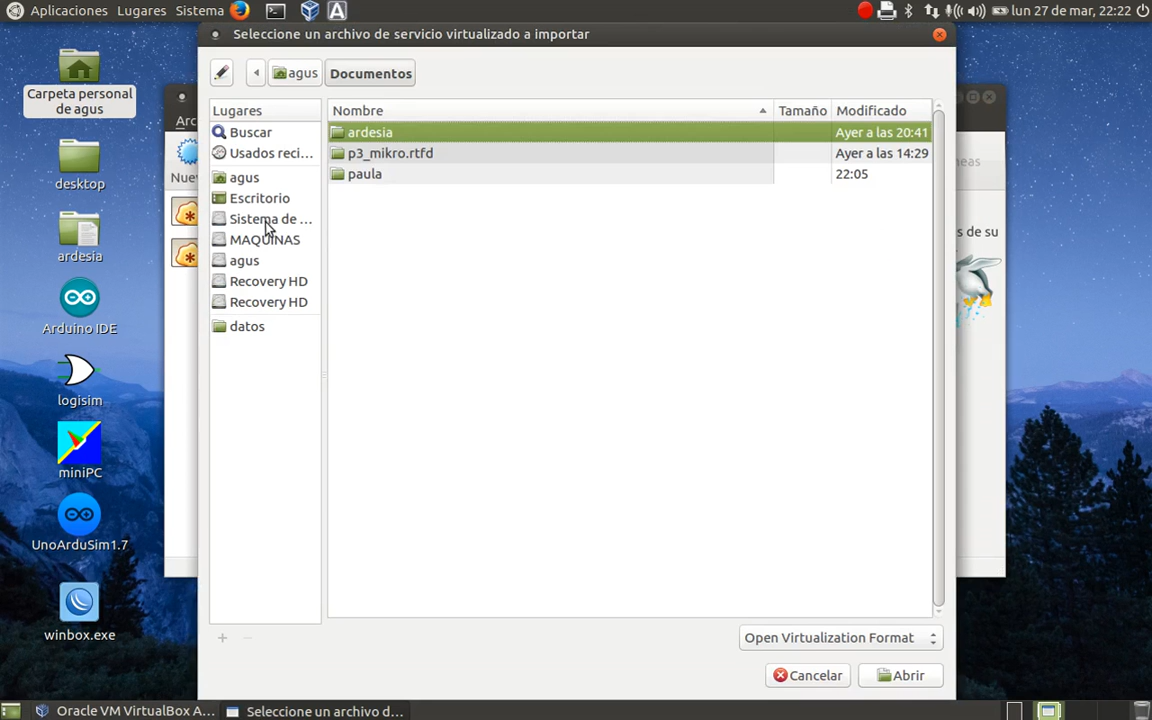 Aplicaciones Lugares Sistema
lun 27 de mar, 22:22
Seleccione un archivo de servicio virtualizado a importar
agus
Documentos
Lugares
Buscar
Usados reci...
agus
Escritorio
Sistema de ...
MAQUINAS
agus
Recovery HD
Recovery HD
datos
Nombre Tamaño Modificado
ardesia Ayer a las 20:41
p3_mikro.rtfd Ayer a las 14:29
paula 22:05
Open Virtualization Format
Cancelar
Abrir
Carpeta personal
de agus
desktop
ardesia
Arduino IDE
logisim
miniPC
UnoArduSim1.7
winbox.exe
Arc
Nue
neas
s de su
Oracle VM VirtualBox A...
Seleccione un archivo d...